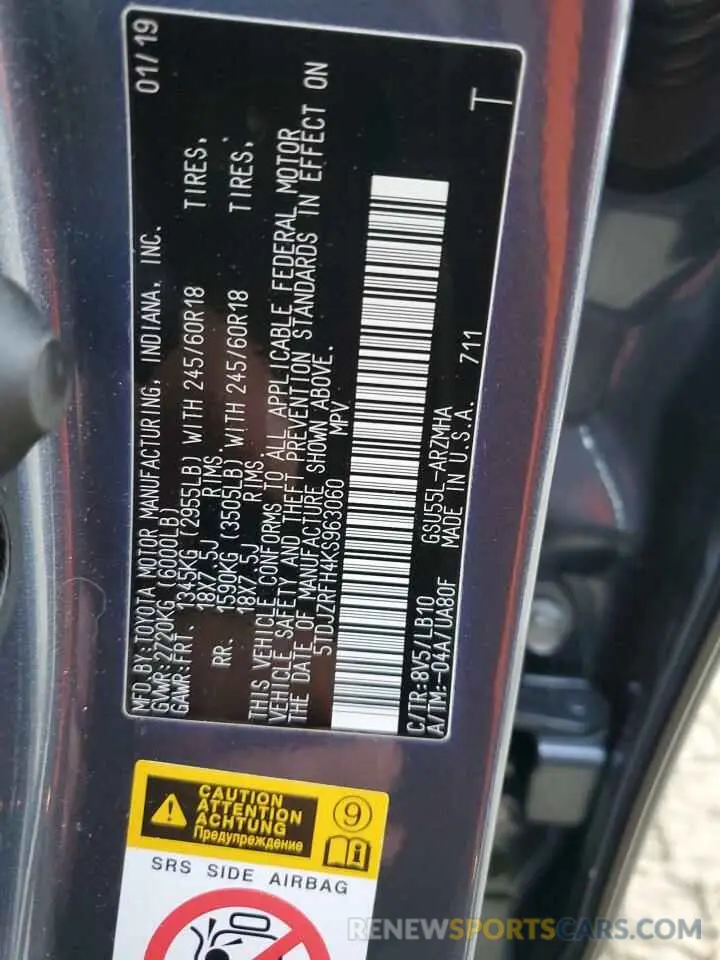 MFD.BY:TOYOTA MOTOR MANUFACTURING, INDIANA, INC. 01/19
GVWR:2720KG (6000LB)
GAWR:FRT. 1345KG (2955LB) WITH 245/60R18 TIRES,
18X7.5J RIMS,
RR. 1590KG (3505LB) WITH 245/60R18 TIRES,
18X7.5J RIMS.
THIS VEHICLE CONFORMS TO ALL APPLICABLE FEDERAL MOTOR
VEHICLE SAFETY AND THEFT PREVENTION STANDARDS IN EFFECT ON
THE DATE OF MANUFACTURE SHOWN ABOVE.
5TDJZRFH4KS963060 MPV
C/TR:8V5/LB10 GSU55L-ARZMHA
A/TM:-04A/UA80F MADE IN U.S.A. 711
T
CAUTION
ATTENTION
ACHTUNG
Предупреждение
9
SRS SIDE AIRBAG
RENEWSPORTSCARS.COM